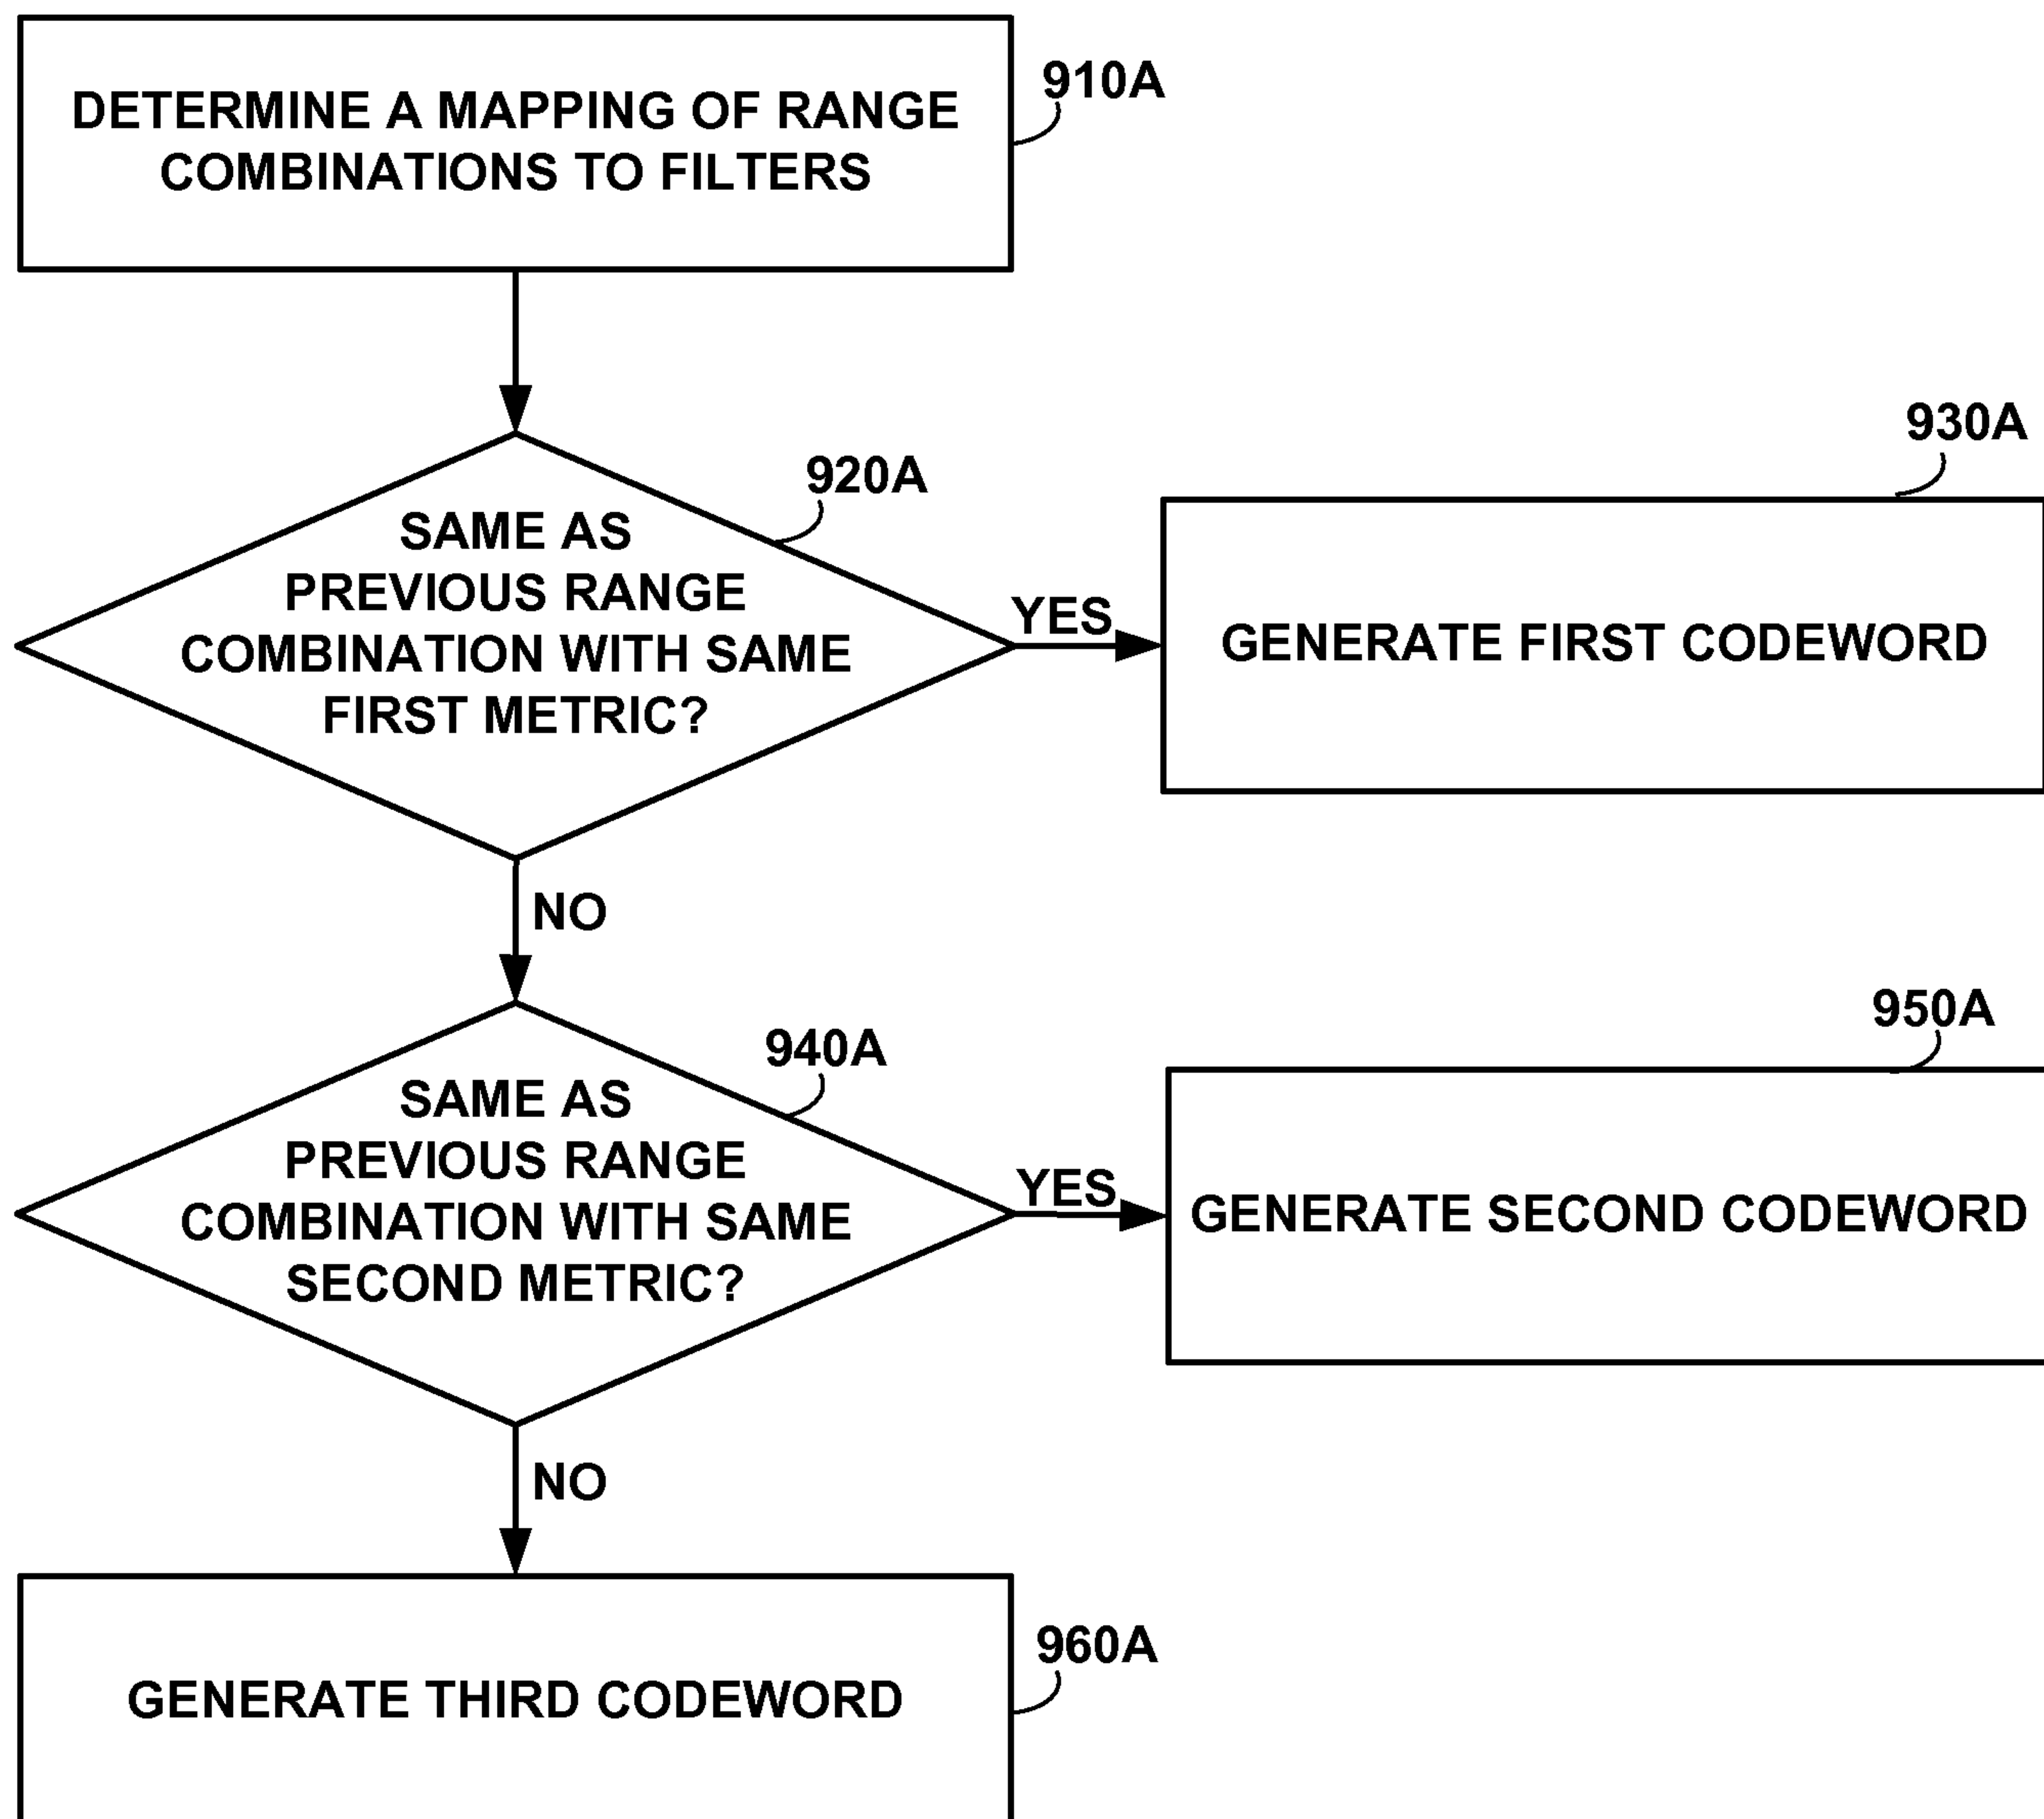 DETERMINE A MAPPING OF RANGE
COMBINATIONS TO FILTERS
910A
920A
SAME AS
PREVIOUS RANGE
COMBINATION WITH SAME
FIRST METRIC?
YES
930A
GENERATE FIRST CODEWORD
NO
940A
SAME AS
PREVIOUS RANGE
COMBINATION WITH SAME
SECOND METRIC?
YES
950A
GENERATE SECOND CODEWORD
NO
960A
GENERATE THIRD CODEWORD